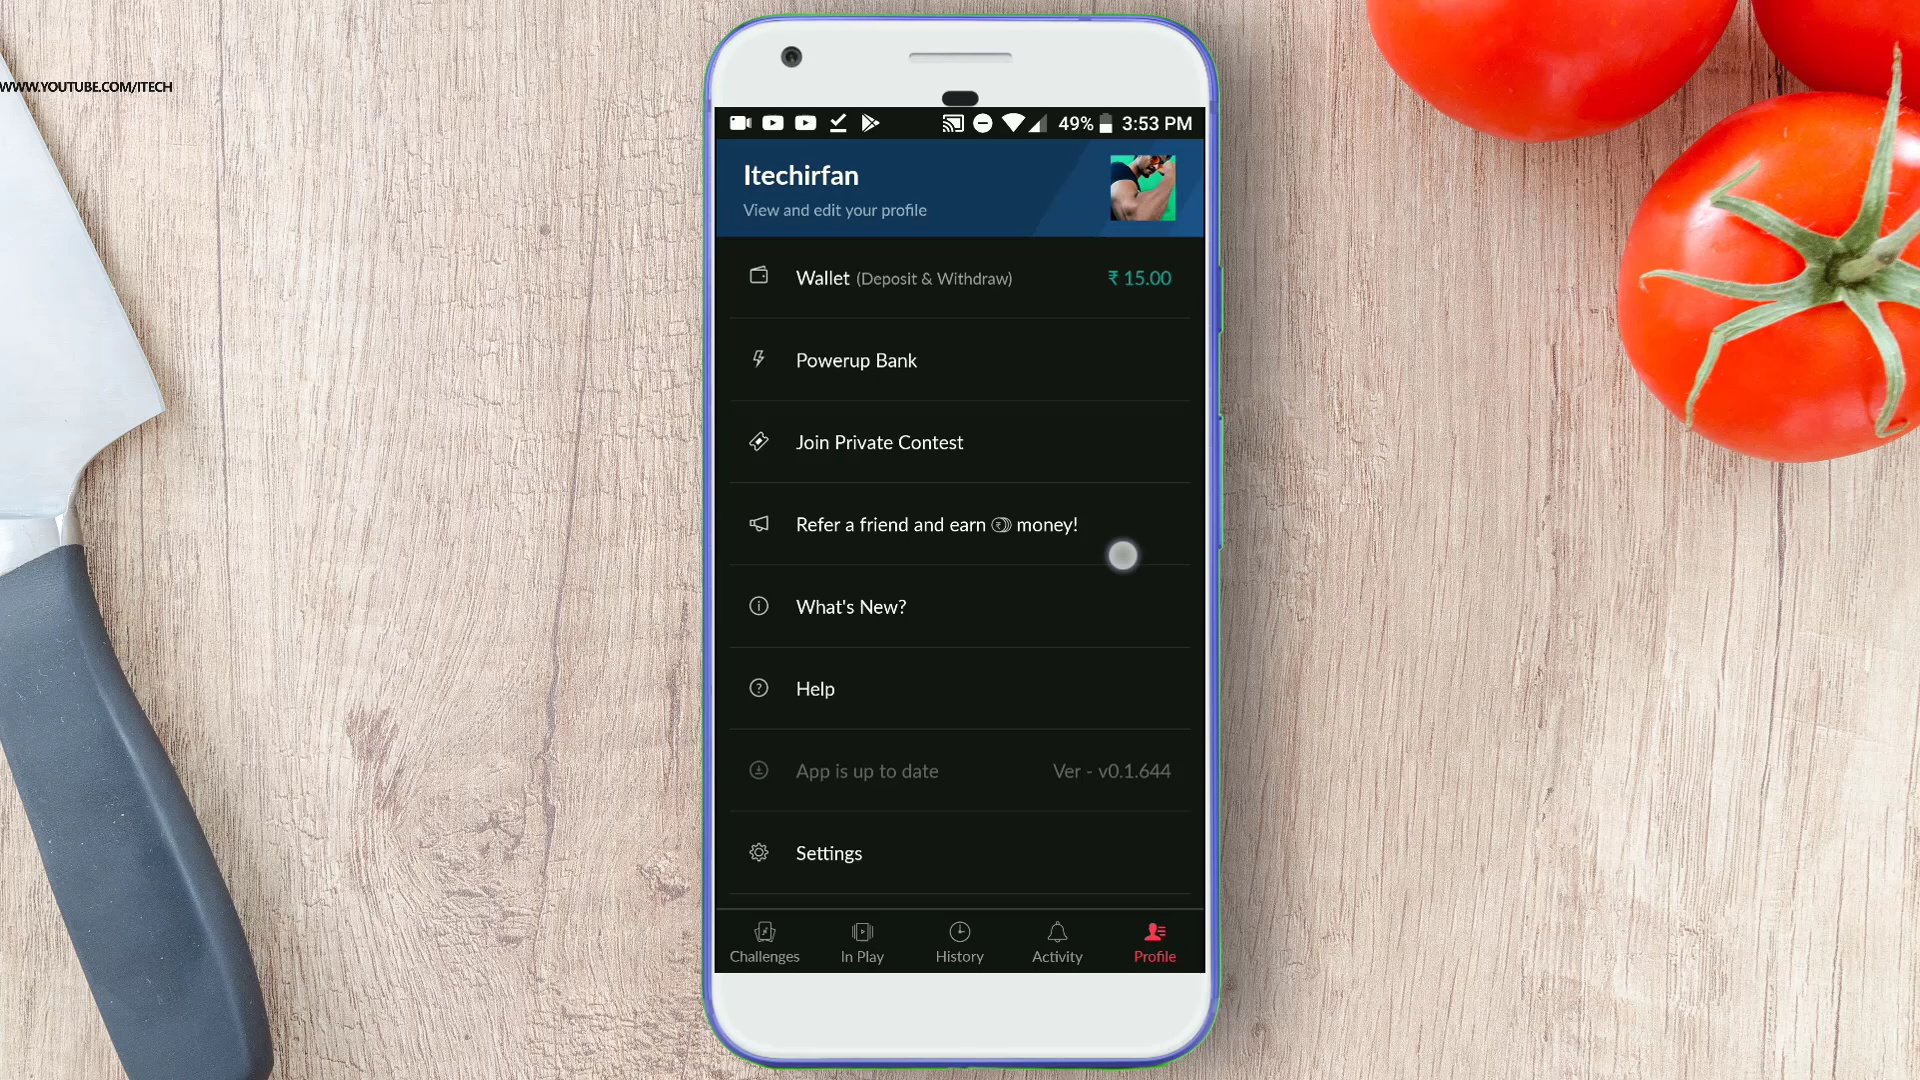 WWW.YOUTUBE.COM/ITECH
49% 3:53 PM
Itechirfan
View and edit your profile
Wallet (Deposit & Withdraw) ₹ 15.00
Powerup Bank
Join Private Contest
Refer a friend and earn ₹ money!
What's New?
Help
App is up to date Ver - v0.1.644
Settings
Challenges In Play History Activity Profile